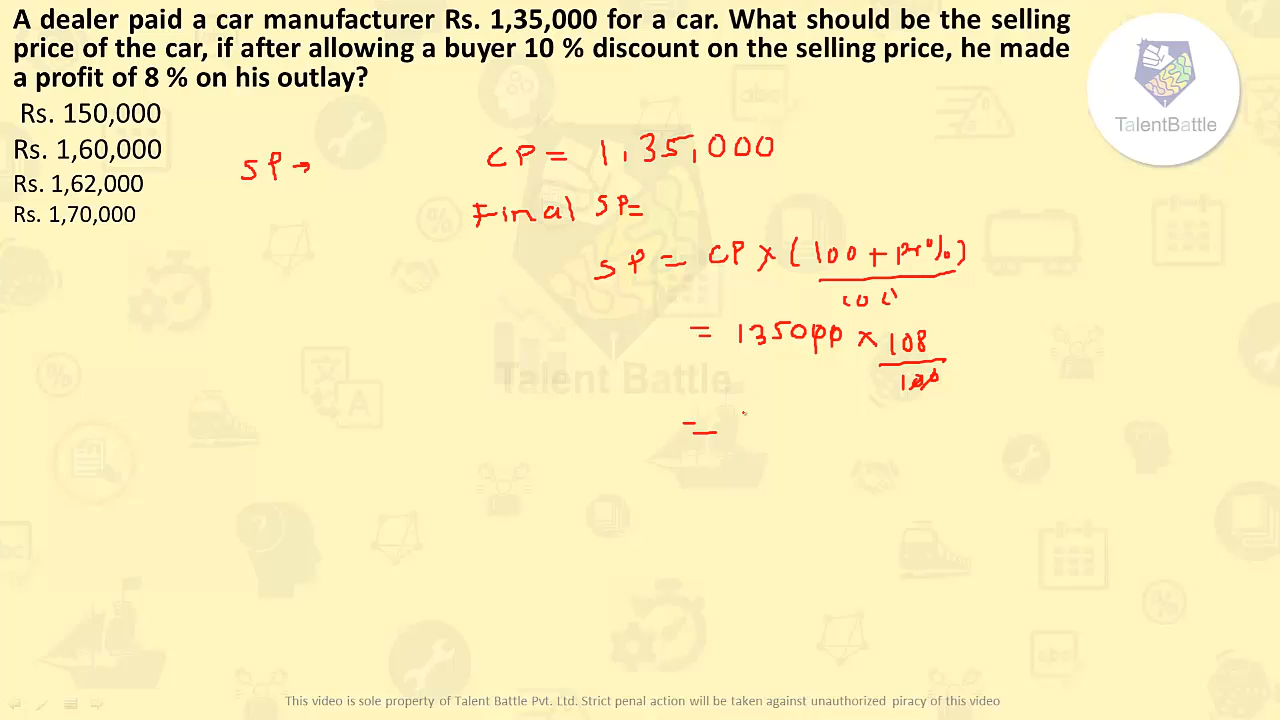 A dealer paid a car manufacturer Rs. 1,35,000 for a car. What should be the selling
price of the car, if after allowing a buyer 10 % discount on the selling price, he made
a profit of 8 % on his outlay?
Rs. 150,000
Rs. 1,60,000
Rs. 1,62,000
Rs. 1,70,000
TalentBattle
SP →
CP = 1,35,000
Final SP=
SP = CP × (100 + pr%)
100
= 135000 × 108
100
=
Talent Battle
This video is sole property of Talent Battle Pvt. Ltd. Strict penal action will be taken against unauthorized piracy of this video